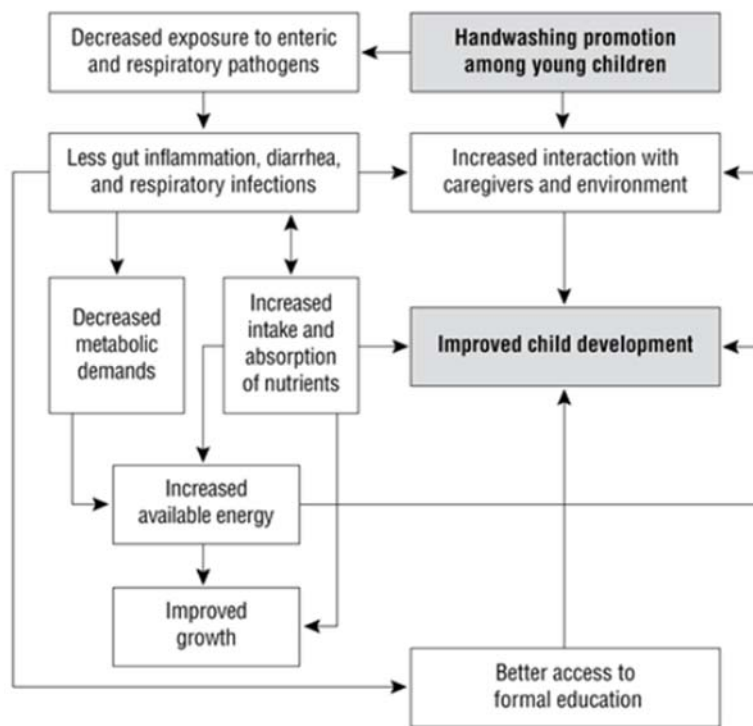 Decreased exposure to enteric
and respiratory pathogens
Handwashing promotion
among young children
Less gut inflammation, diarrhea,
and respiratory infections
Increased interaction with
caregivers and environment
Decreased
metabolic
demands
Increased
intake and
absorption
of nutrients
Improved child development
Increased
available energy
Improved
growth
Better access to
formal education